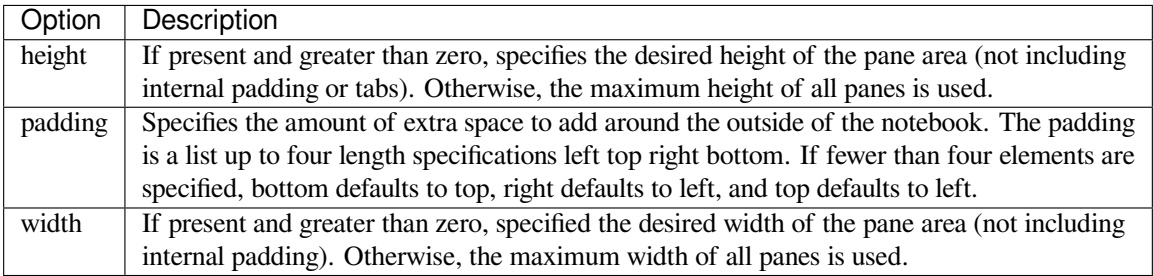 Option Description
height If present and greater than zero, specifies the desired height of the pane area (not including
internal padding or tabs). Otherwise, the maximum height of all panes is used.
padding Specifies the amount of extra space to add around the outside of the notebook. The padding
is a list up to four length specifications left top right bottom. If fewer than four elements are
specified, bottom defaults to top, right defaults to left, and top defaults to left.
width If present and greater than zero, specified the desired width of the pane area (not including
internal padding). Otherwise, the maximum width of all panes is used.